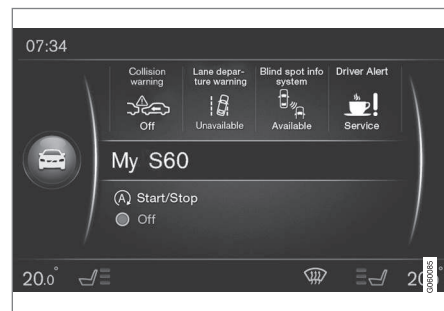 07:34
Collision
warning
Off
Lane depar-
ture warning
Unavailable
Blind spot info
system
Available
Driver Alert
Service
My S60
A Start/Stop
Off
20.0°
20
G060085